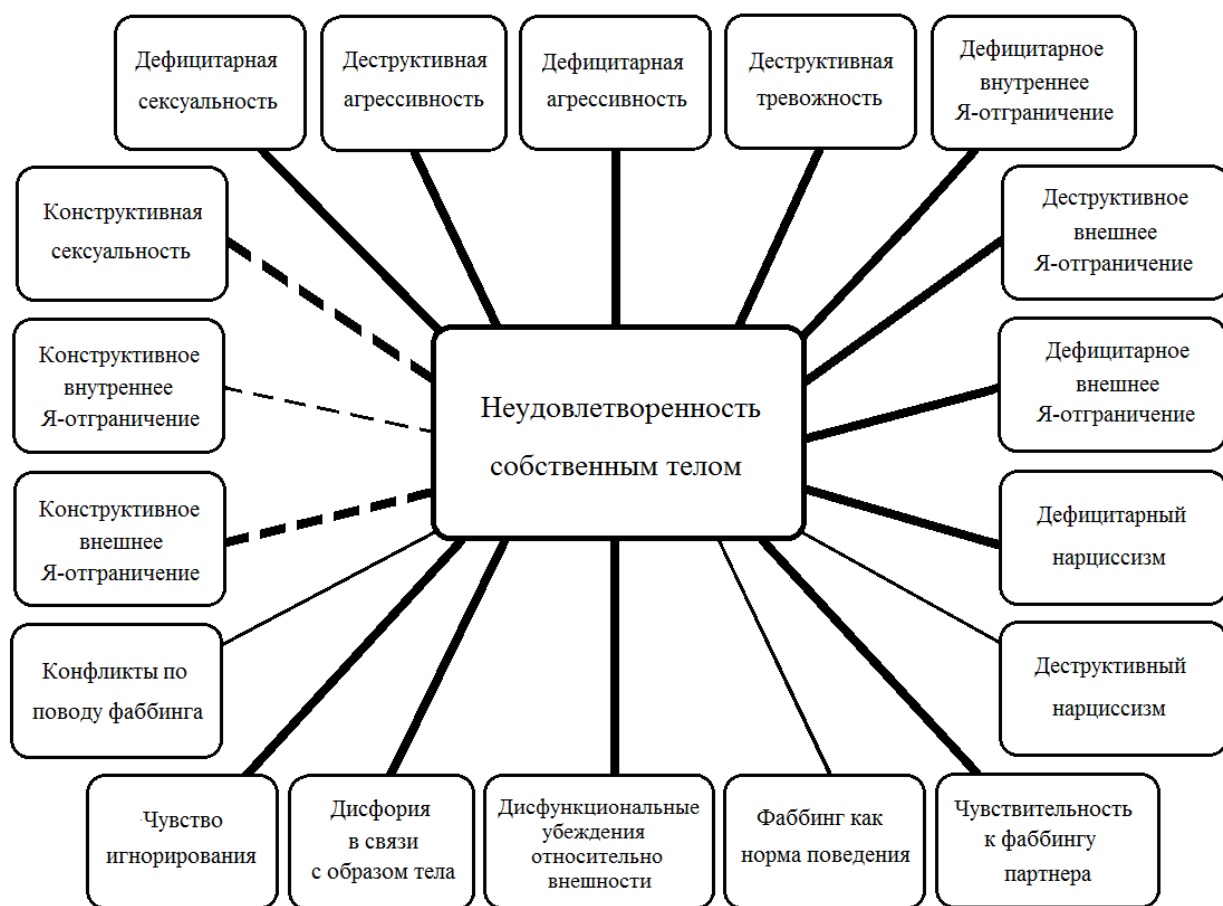 Дефицитарная
сексуальность
Деструктивная
агрессивность
Дефицитарная
агрессивность
Деструктивная
тревожность
Дефицитарное
внутреннее
Я-отграничение
Конструктивная
сексуальность
Деструктивное
внешнее
Я-отграничение
Конструктивное
внутреннее
Я-отграничение
Неудовлетворенность
собственным телом
Дефицитарное
внешнее
Я-отграничение
Конструктивное
внешнее
Я-отграничение
Дефицитарный
нарциссизм
Конфликты по
поводу фаббинга
Деструктивный
нарциссизм
Чувство
игнорирования
Дисфория
в связи
с образом тела
Дисфункциональные
убеждения
относительно
внешности
Фаббинг как
норма поведения
Чувствительность
к фаббингу
партнера